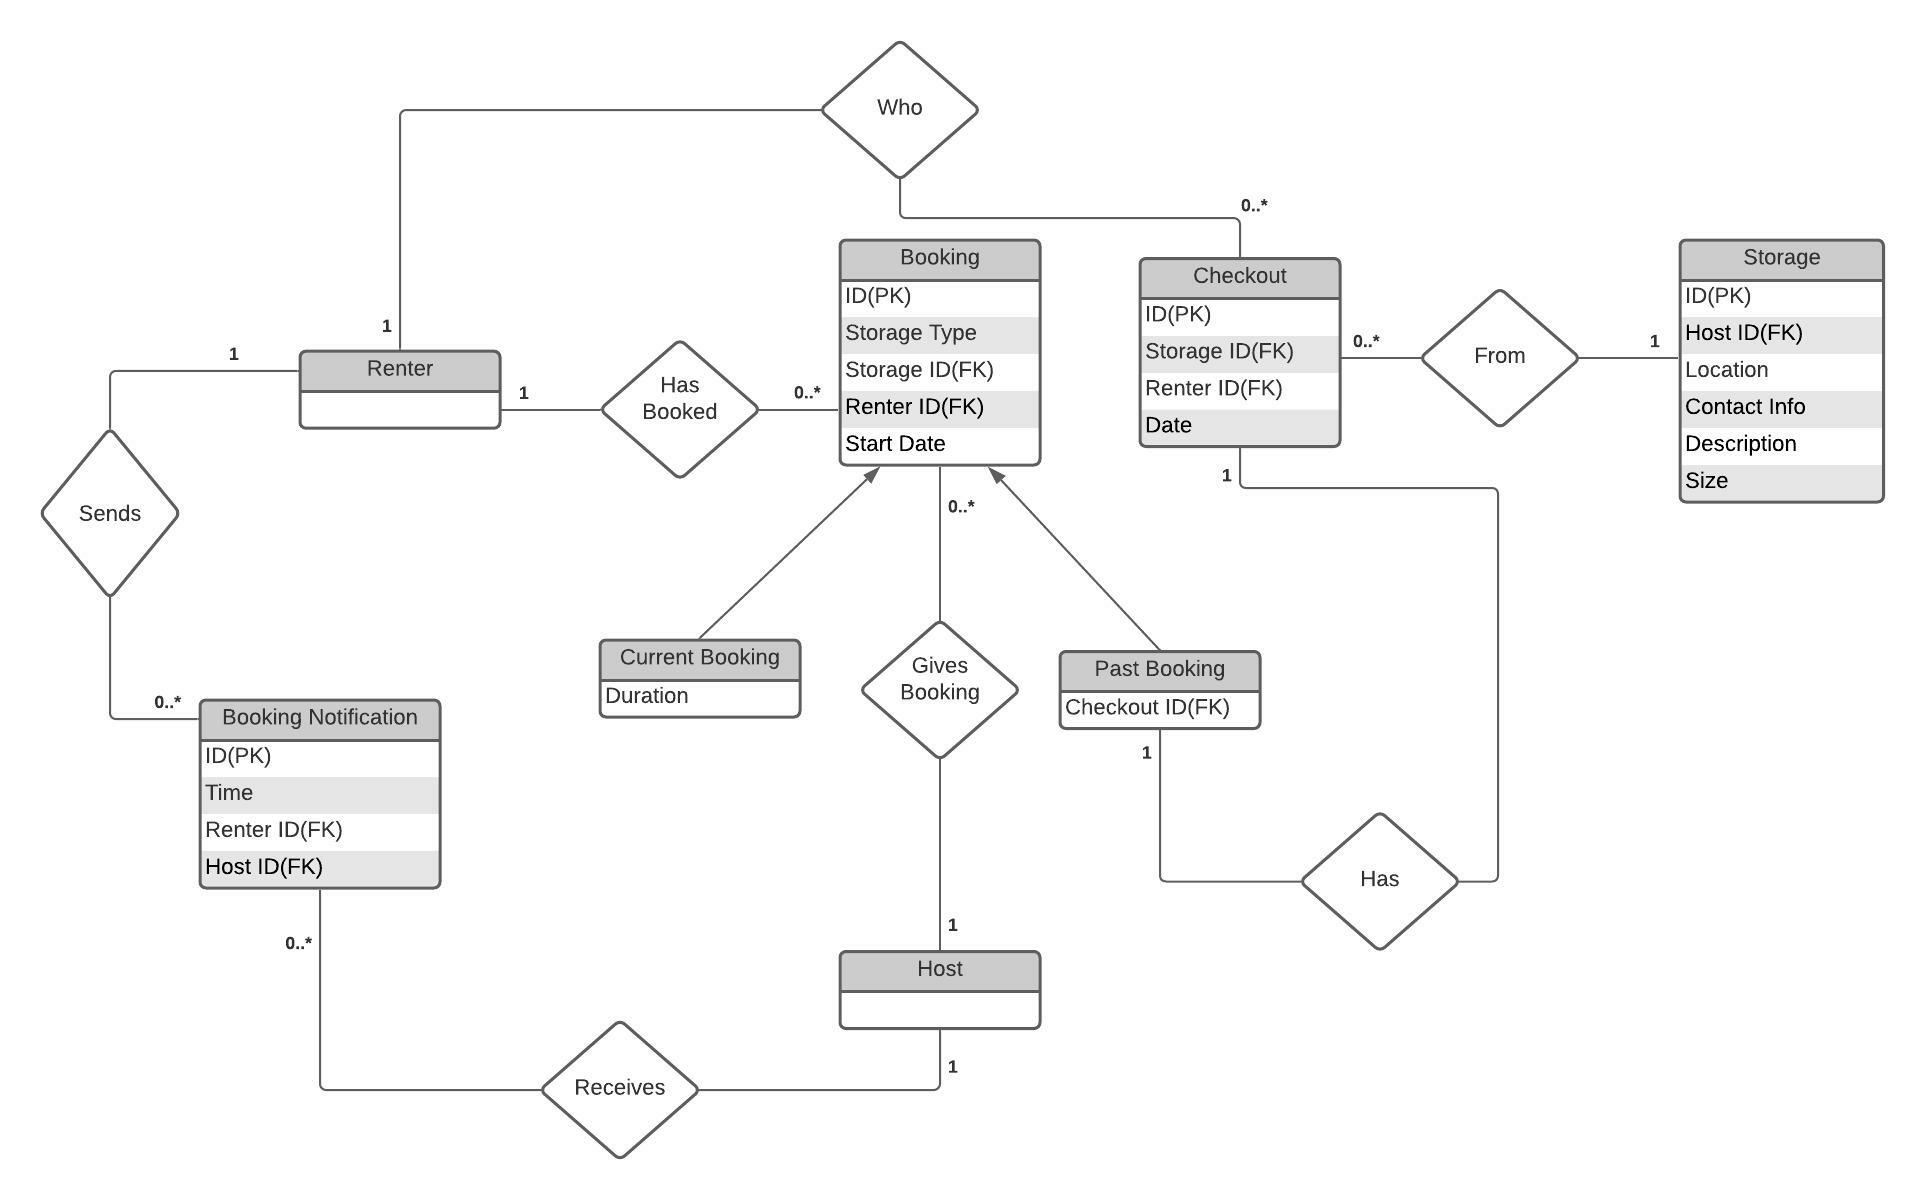 Who
0..*
Booking
ID(PK)
Storage Type
Storage ID(FK)
Renter ID(FK)
Start Date
Checkout
ID(PK)
Storage ID(FK)
Renter ID(FK)
Date
Storage
ID(PK)
Host ID(FK)
Location
Contact Info
Description
Size
1
1
Renter
1
Has
Booked
0..*
0..*
From
1
Sends
1
0..*
Current Booking
Duration
Gives
Booking
Past Booking
Checkout ID(FK)
0..*
Booking Notification
ID(PK)
Time
Renter ID(FK)
Host ID(FK)
1
Has
0..*
1
Host
1
Receives